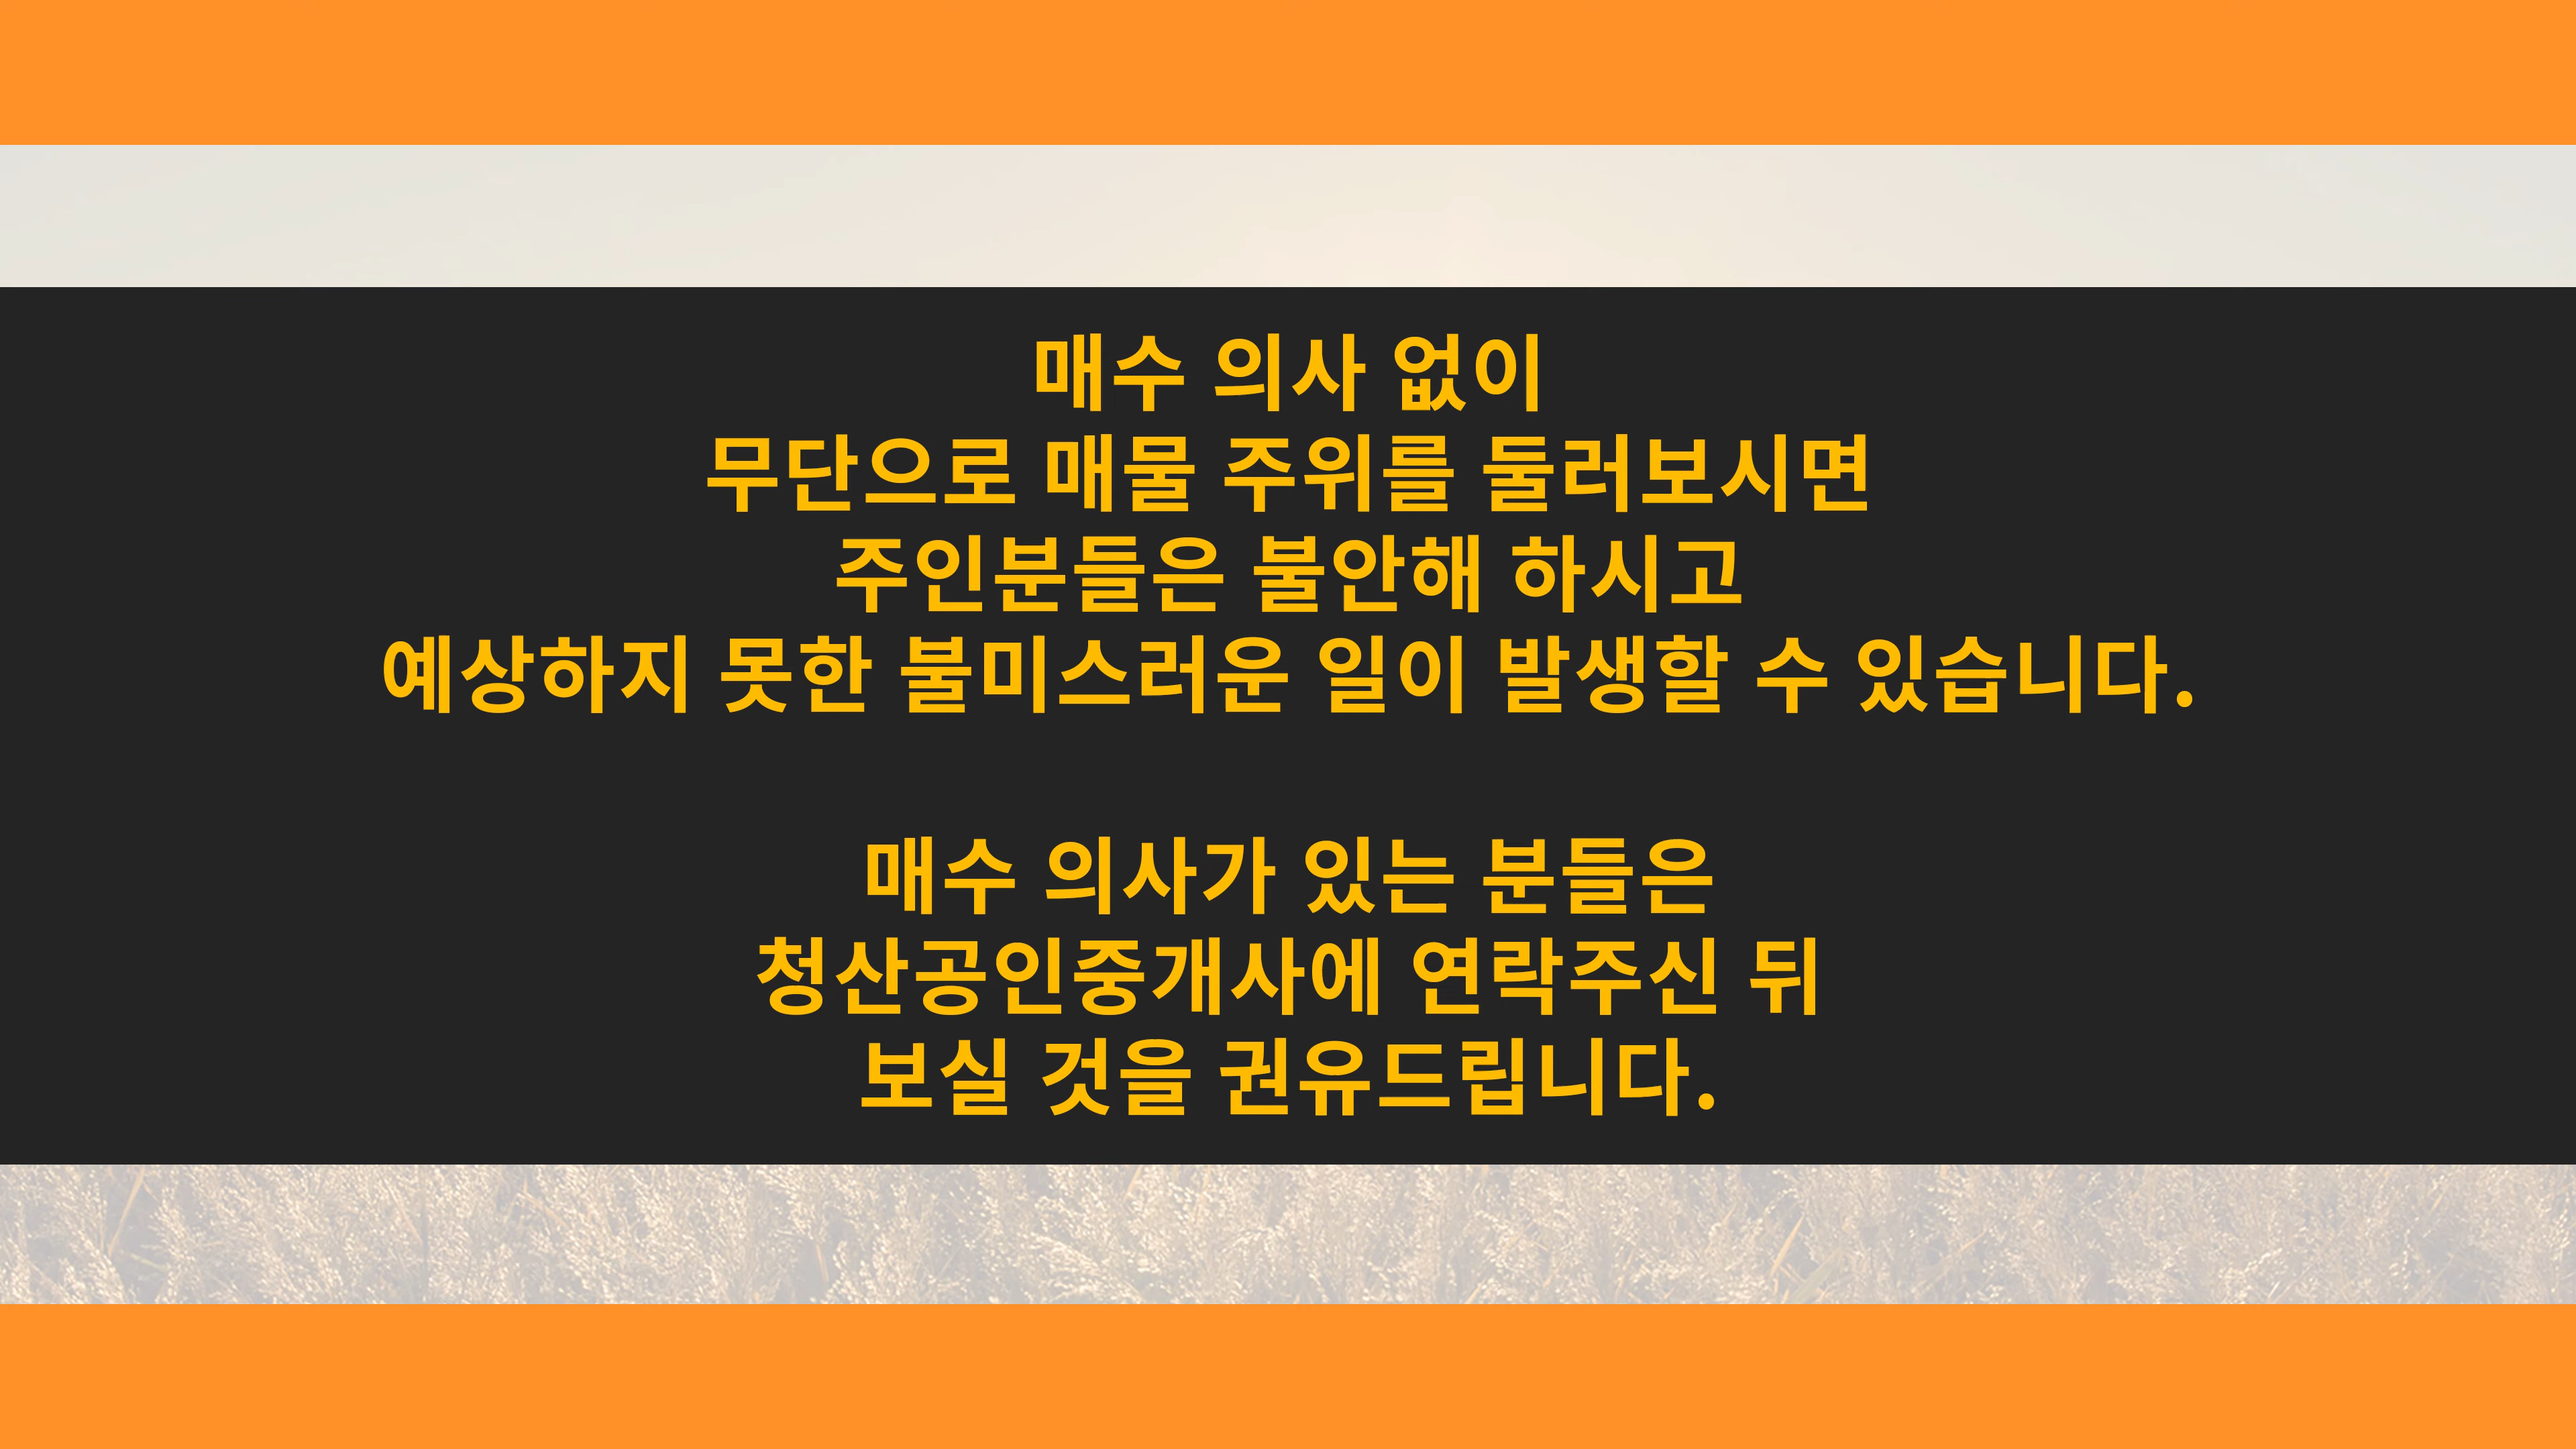 매수 의사 없이
무단으로 매물 주위를 둘러보시면
주인분들은 불안해 하시고
예상하지 못한 불미스러운 일이 발생할 수 있습니다.
매수 의사가 있는 분들은
청산공인중개사에 연락주신 뒤
보실 것을 권유드립니다.